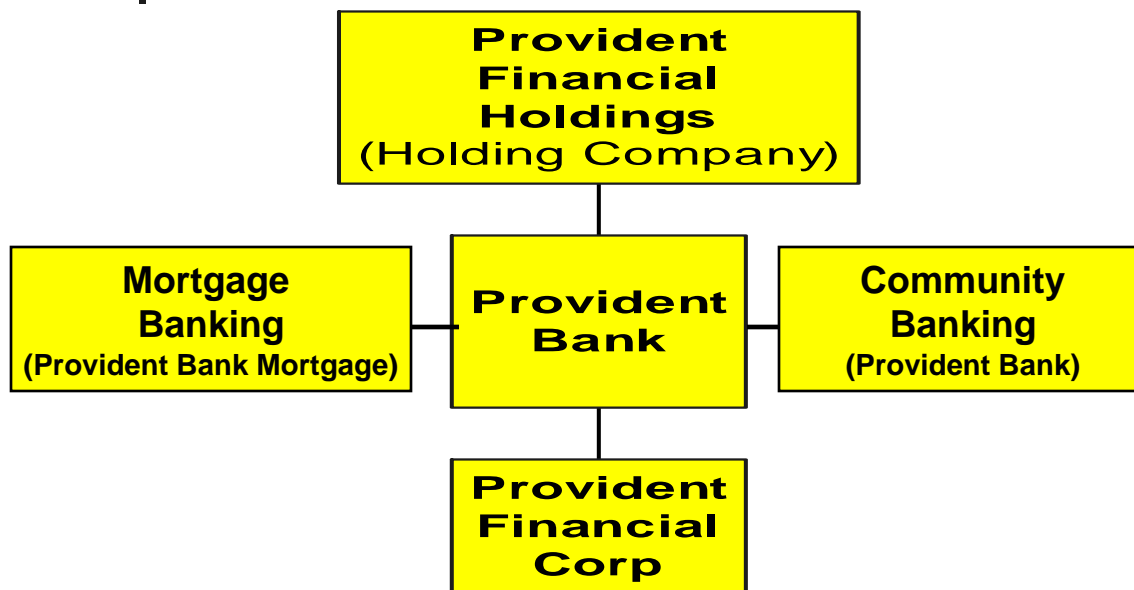 Provident
Financial
Holdings
(Holding Company)
Mortgage
Banking
(Provident Bank Mortgage)
Provident
Bank
Community
Banking
(Provident Bank)
Provident
Financial
Corp